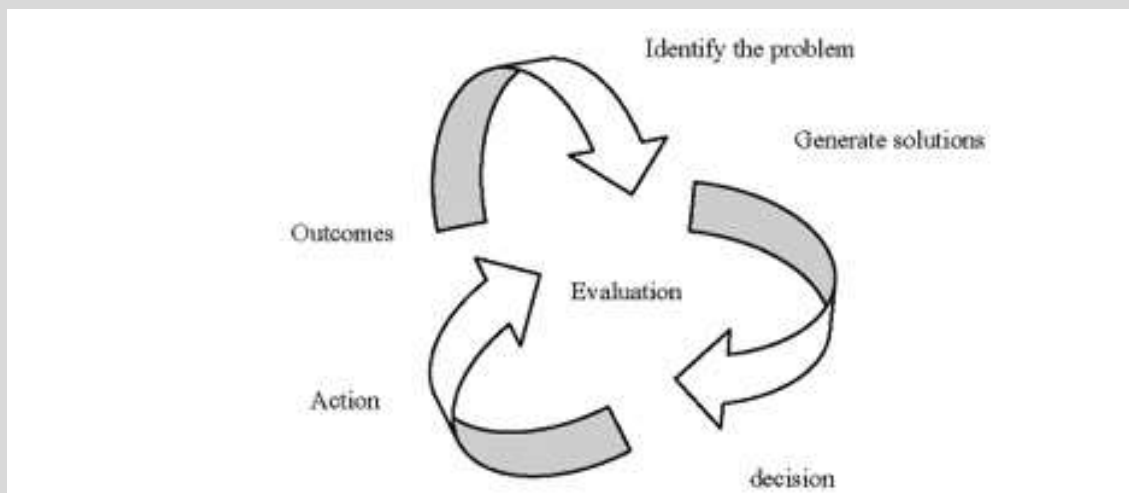 Identify the problem
Generate solutions
Outcomes
Evaluation
Action
decision